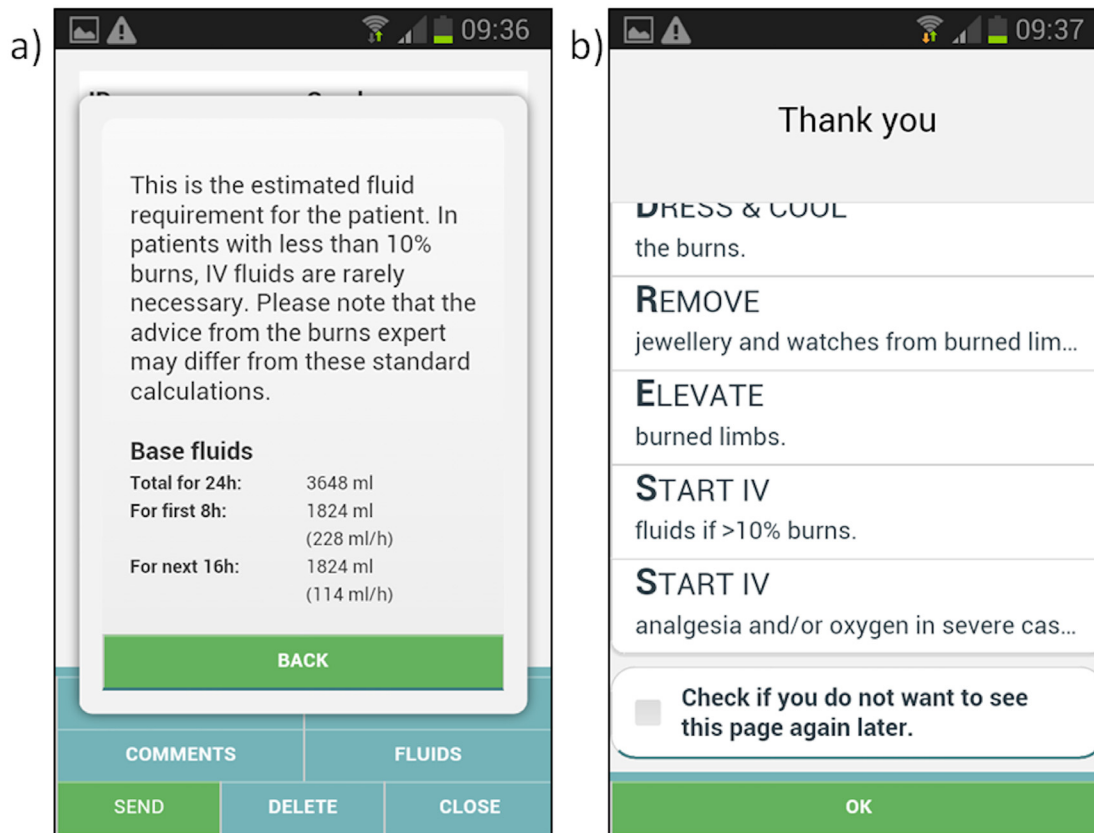 a)
09:36
This is the estimated fluid
requirement for the patient. In
patients with less than 10%
burns, IV fluids are rarely
necessary. Please note that the
advice from the burns expert
may differ from these standard
calculations.
Base fluids
Total for 24h: 3648 ml
For first 8h: 1824 ml
(228 ml/h)
For next 16h: 1824 ml
(114 ml/h)
BACK
COMMENTS FLUIDS
SEND DELETE CLOSE
b)
09:37
Thank you
DRESS & COOL
the burns.
REMOVE
jewellery and watches from burned lim...
ELEVATE
burned limbs.
START IV
fluids if >10% burns.
START IV
analgesia and/or oxygen in severe cas...
Check if you do not want to see
this page again later.
OK